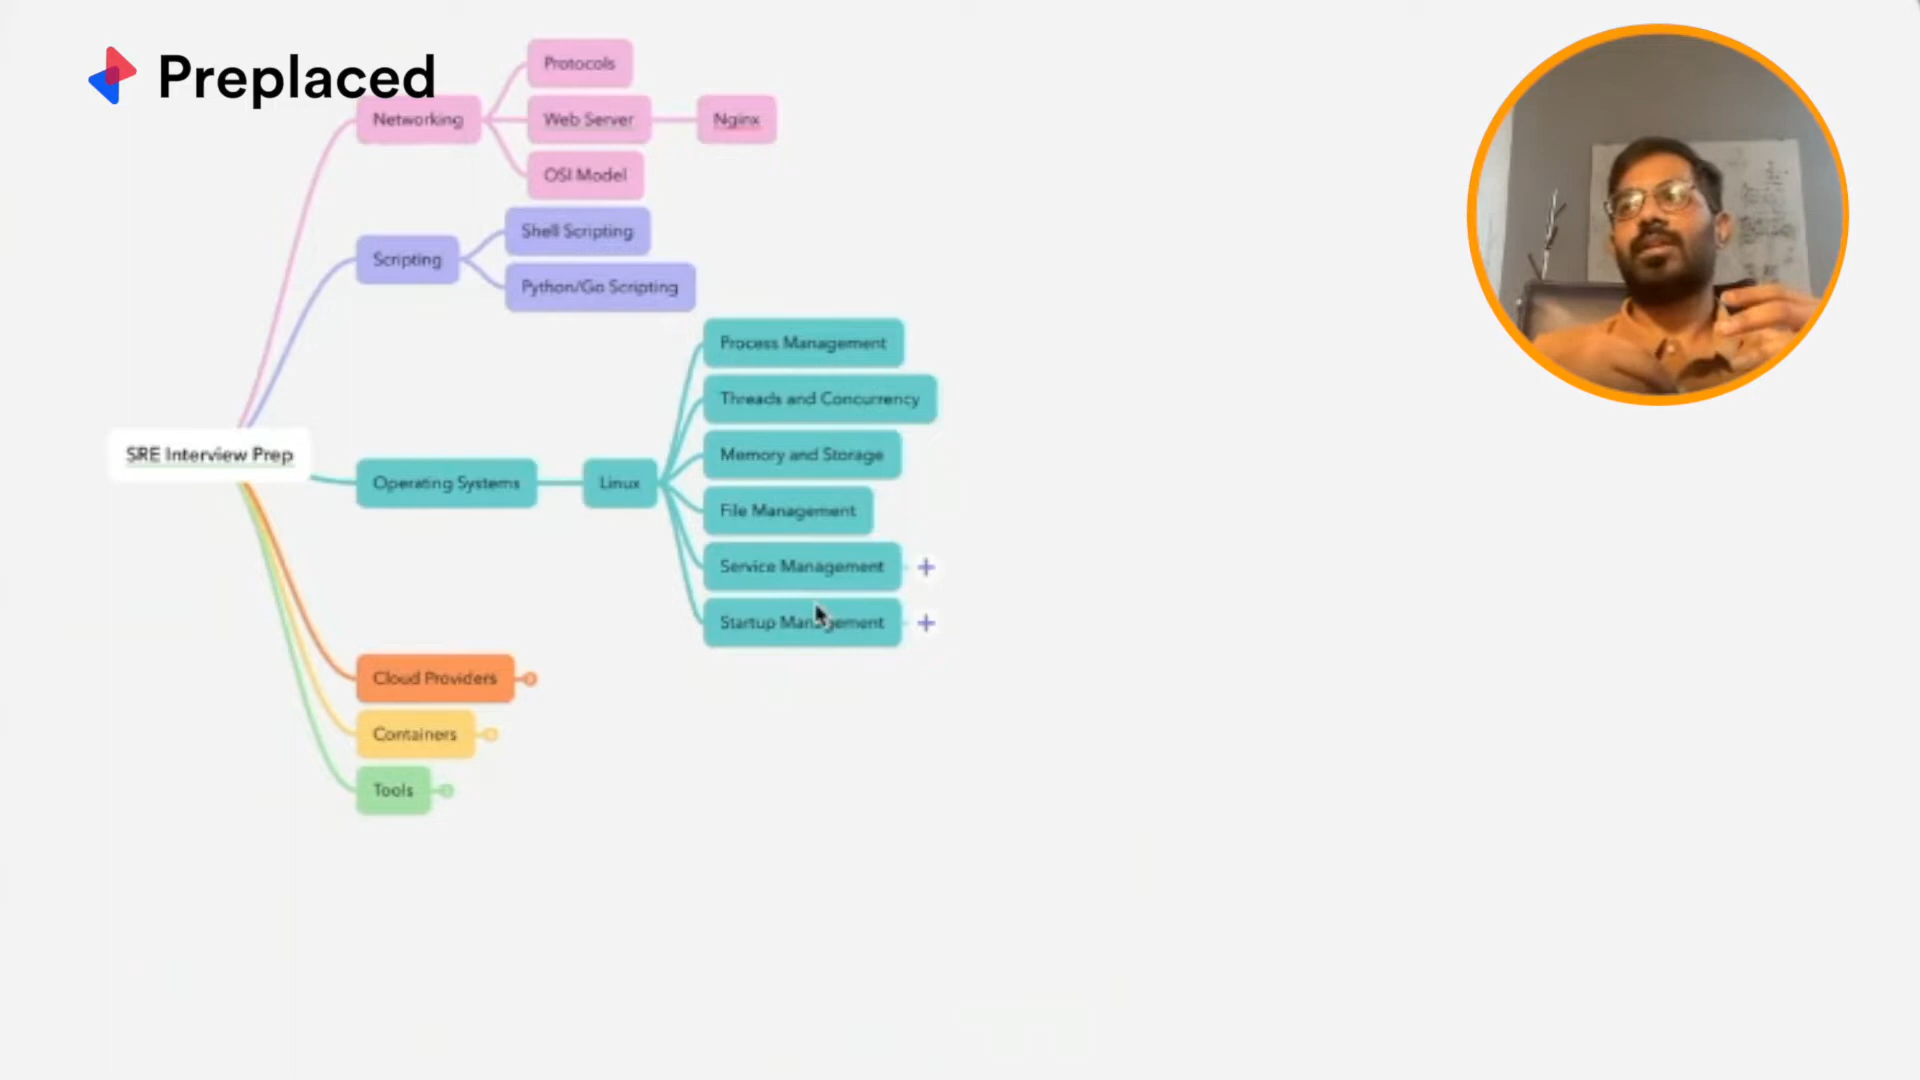 Preplaced
Protocols
Networking
Web Server
Nginx
OSI Model
Shell Scripting
Scripting
Python/Go Scripting
Process Management
Threads and Concurrency
SRE Interview Prep
Memory and Storage
Operating Systems
Linux
File Management
Service Management
Startup Management
Cloud Providers
Containers
Tools